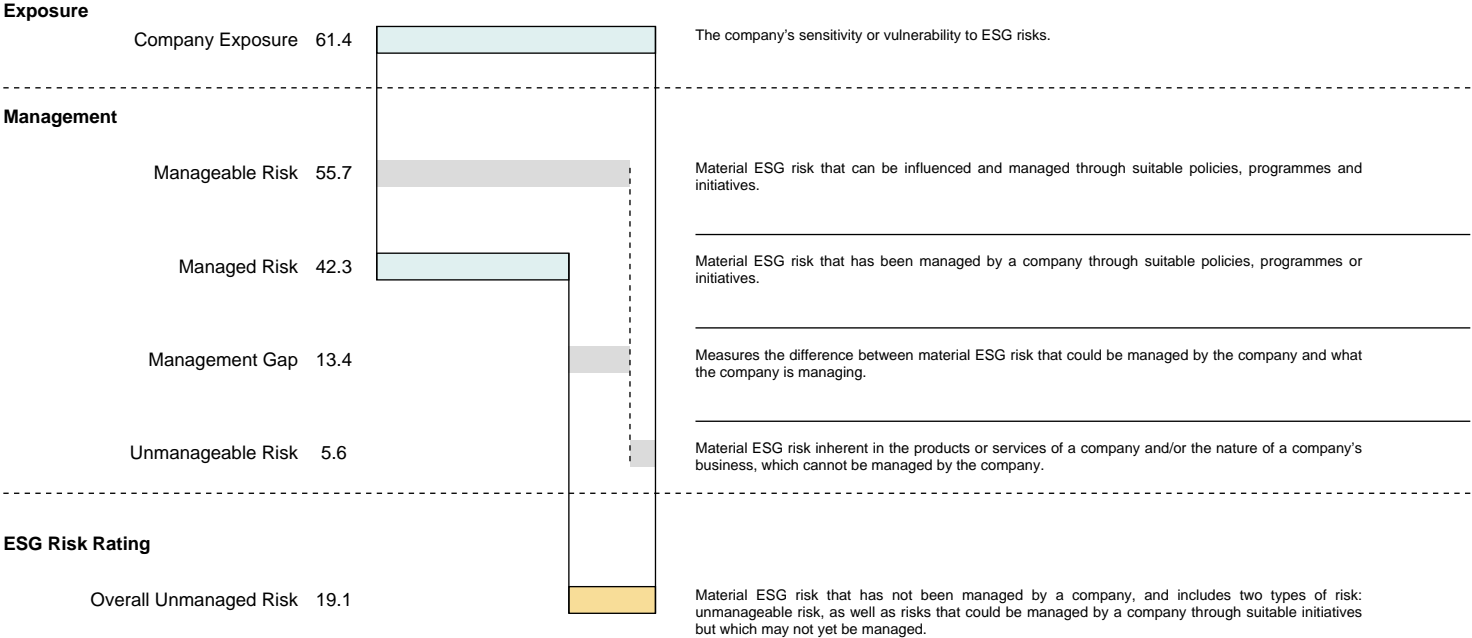 Exposure
Company Exposure 61.4
The company’s sensitivity or vulnerability to ESG risks.
Management
Manageable Risk 55.7
Material ESG risk that can be influenced and managed through suitable policies, programmes and
initiatives.
Managed Risk 42.3
Material ESG risk that has been managed by a company through suitable policies, programmes or
initiatives.
Management Gap 13.4
Measures the difference between material ESG risk that could be managed by the company and what
the company is managing.
Unmanageable Risk 5.6
Material ESG risk inherent in the products or services of a company and/or the nature of a company’s
business, which cannot be managed by the company.
ESG Risk Rating
Overall Unmanaged Risk 19.1
Material ESG risk that has not been managed by a company, and includes two types of risk:
unmanageable risk, as well as risks that could be managed by a company through suitable initiatives
but which may not yet be managed.